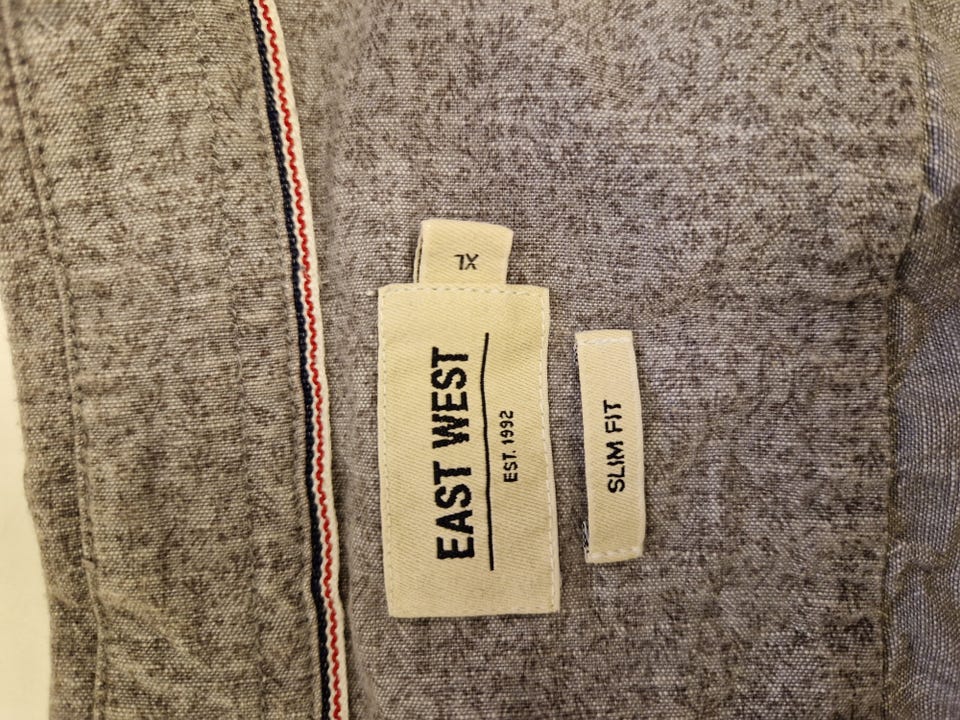 XL
EAST WEST
EST. 1992
SLIM FIT